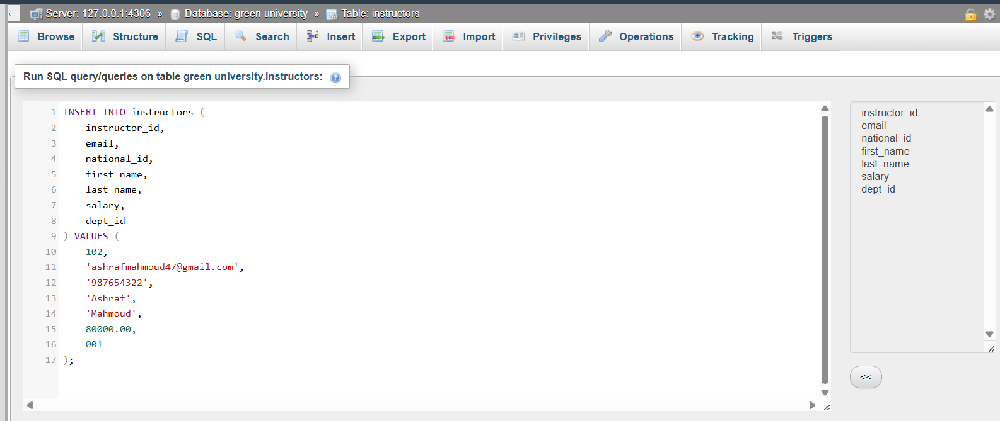 ← Server: 127.0.0.1:4306 » Database: green university » Table: instructors
Browse Structure SQL Search Insert Export Import Privileges Operations Tracking Triggers
Run SQL query/queries on table green university.instructors:
1 INSERT INTO instructors (
2 instructor_id,
3 email,
4 national_id,
5 first_name,
6 last_name,
7 salary,
8 dept_id
9 ) VALUES (
10 102,
11 'ashrafmahmoud47@gmail.com',
12 '987654322',
13 'Ashraf',
14 'Mahmoud',
15 80000.00,
16 001
17 );
instructor_id
email
national_id
first_name
last_name
salary
dept_id
<<